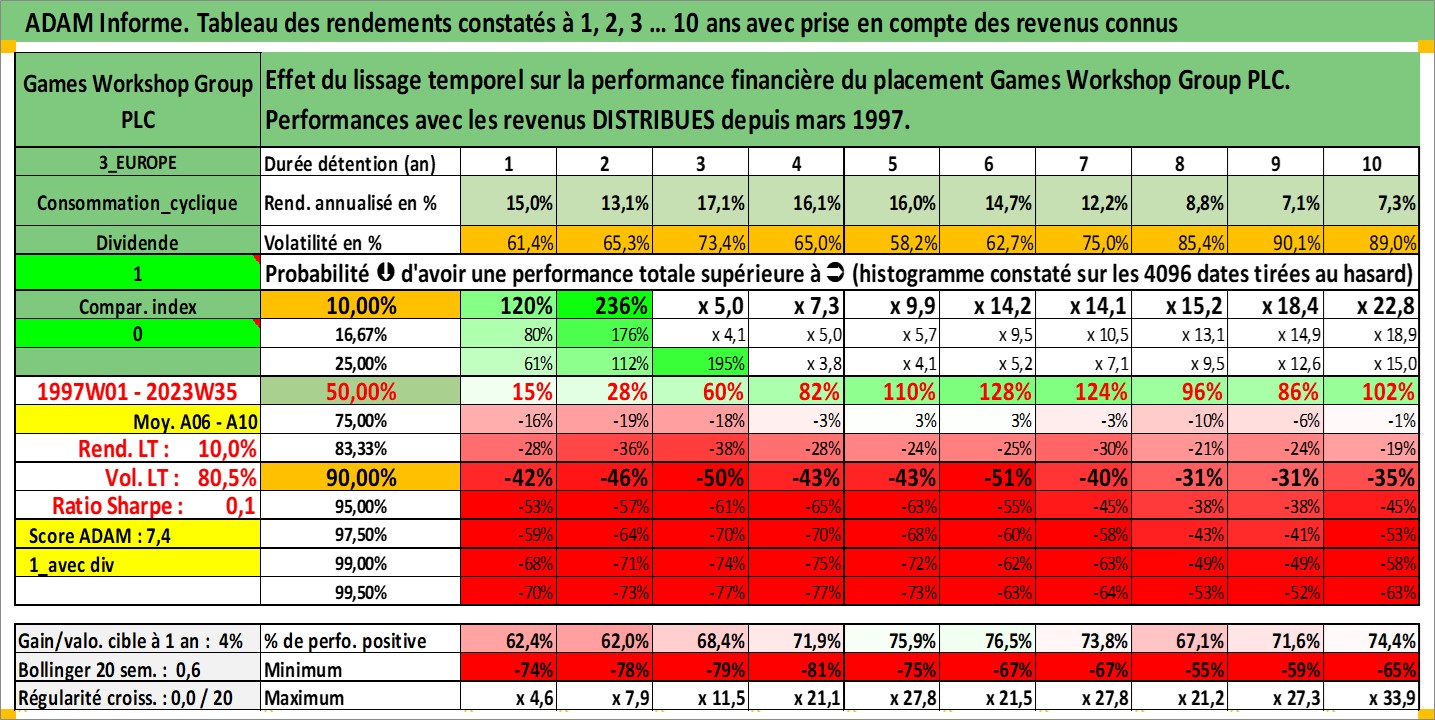 ADAM Informe. Tableau des rendements constatés à 1, 2, 3 ... 10 ans avec prise en compte des revenus connus
Games Workshop Group PLC
Effet du lissage temporel sur la performance financière du placement Games Workshop Group PLC.
Performances avec les revenus DISTRIBUES depuis mars 1997.
3_EUROPE Durée détention (an) 1 2 3 4 5 6 7 8 9 10
Consommation_cyclique Rend. annualisé en % 15,0% 13,1% 17,1% 16,1% 16,0% 14,7% 12,2% 8,8% 7,1% 7,3%
Dividende Volatilité en % 61,4% 65,3% 73,4% 65,0% 58,2% 62,7% 75,0% 85,4% 90,1% 89,0%
1 Probabilité ⬇ d'avoir une performance totale supérieure à ➲ (histogramme constaté sur les 4096 dates tirées au hasard)
Compar. index 10,00% 120% 236% x 5,0 x 7,3 x 9,9 x 14,2 x 14,1 x 15,2 x 18,4 x 22,8
0 16,67% 80% 176% x 4,1 x 5,0 x 5,7 x 9,5 x 10,5 x 13,1 x 14,9 x 18,9
25,00% 61% 112% 195% x 3,8 x 4,1 x 5,2 x 7,1 x 9,5 x 12,6 x 15,0
1997W01 - 2023W35 50,00% 15% 28% 60% 82% 110% 128% 124% 96% 86% 102%
Moy. A06 - A10 75,00% -16% -19% -18% -3% 3% 3% -3% -10% -6% -1%
Rend. LT : 10,0% 83,33% -28% -36% -38% -28% -24% -25% -30% -21% -24% -19%
Vol. LT : 80,5% 90,00% -42% -46% -50% -43% -43% -51% -40% -31% -31% -35%
Ratio Sharpe : 0,1 95,00% -53% -57% -61% -65% -63% -55% -45% -38% -38% -45%
Score ADAM : 7,4 97,50% -59% -64% -70% -70% -68% -60% -58% -43% -41% -53%
1_avec div 99,00% -68% -71% -74% -75% -72% -62% -63% -49% -49% -58%
99,50% -70% -73% -77% -77% -73% -63% -64% -53% -52% -63%
Gain/valo. cible à 1 an : 4% % de perfo. positive 62,4% 62,0% 68,4% 71,9% 75,9% 76,5% 73,8% 67,1% 71,6% 74,4%
Bollinger 20 sem. : 0,6 Minimum -74% -78% -79% -81% -75% -67% -67% -55% -59% -65%
Régularité croiss. : 0,0 / 20 Maximum x 4,6 x 7,9 x 11,5 x 21,1 x 27,8 x 21,5 x 27,8 x 21,2 x 27,3 x 33,9